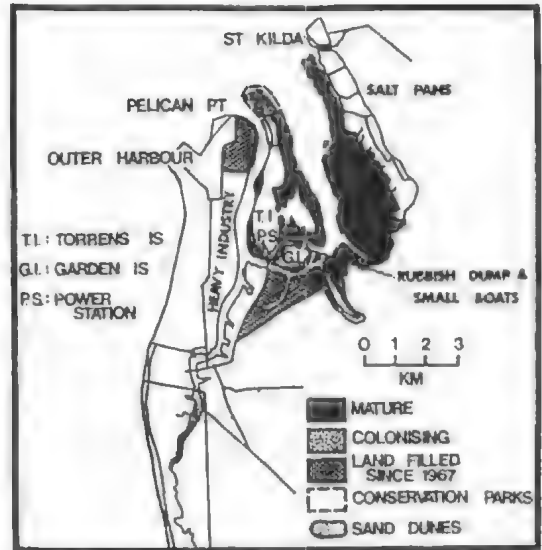 ST KILDA
SALT PANS
PELICAN PT
OUTER HARBOUR
HEAVY INDUSTRY
T.I.
P.S.
G.I.
T.I.: TORRENS IS
G.I.: GARDEN IS
P.S.: POWER
STATION
RUBBISH DUMP &
SMALL BOATS
0 1 2 3
KM
MATURE
COLONISING
LAND FILLED
SINCE 1967
CONSERVATION PARKS
SAND DUNES